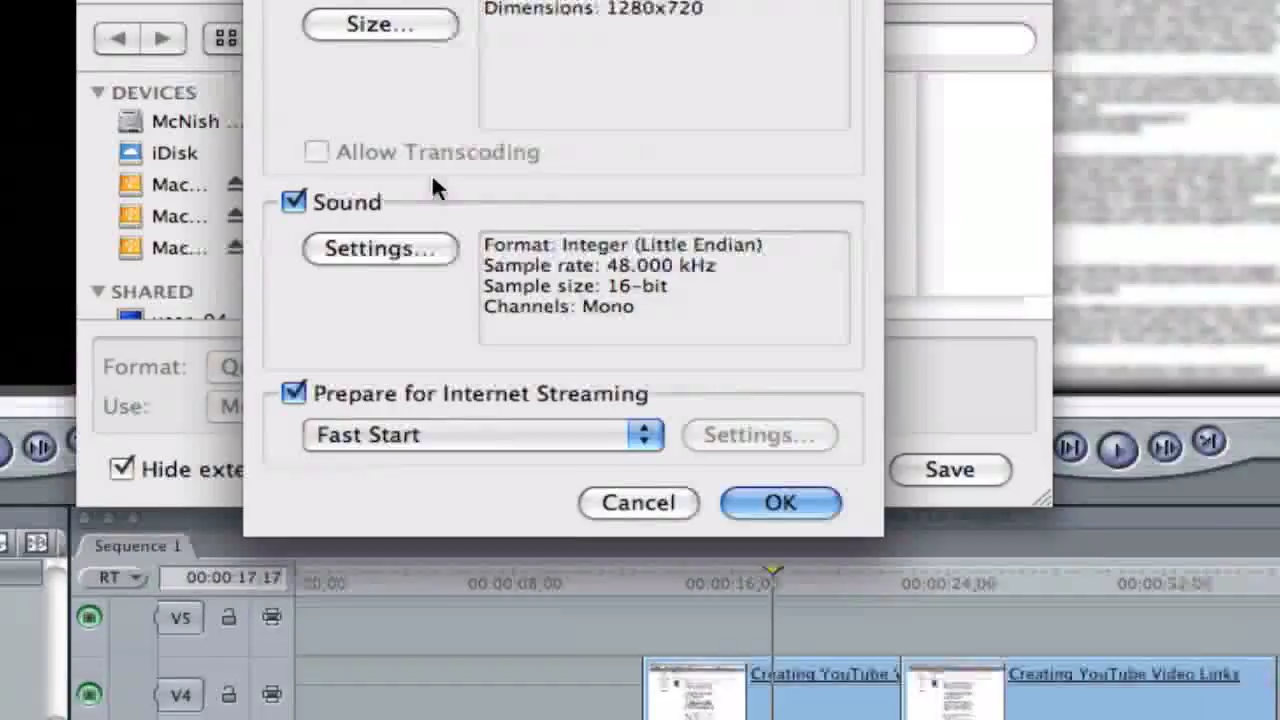 Size...
Dimensions: 1280x720
DEVICES
McNish ...
iDisk
Mac...
Mac...
Mac...
SHARED
Allow Transcoding
Sound
Settings...
Format: Integer (Little Endian)
Sample rate: 48.000 kHz
Sample size: 16-bit
Channels: Mono
Format:
Use:
Prepare for Internet Streaming
Fast Start
Settings...
Hide exte
Save
Cancel
OK
Sequence 1
RT
00:00:17;17
00:00:08;00
00:00:16;00
00:00:24;00
00:00:32;00
V5
V4
Creating YouTube V
Creating YouTube Video Links